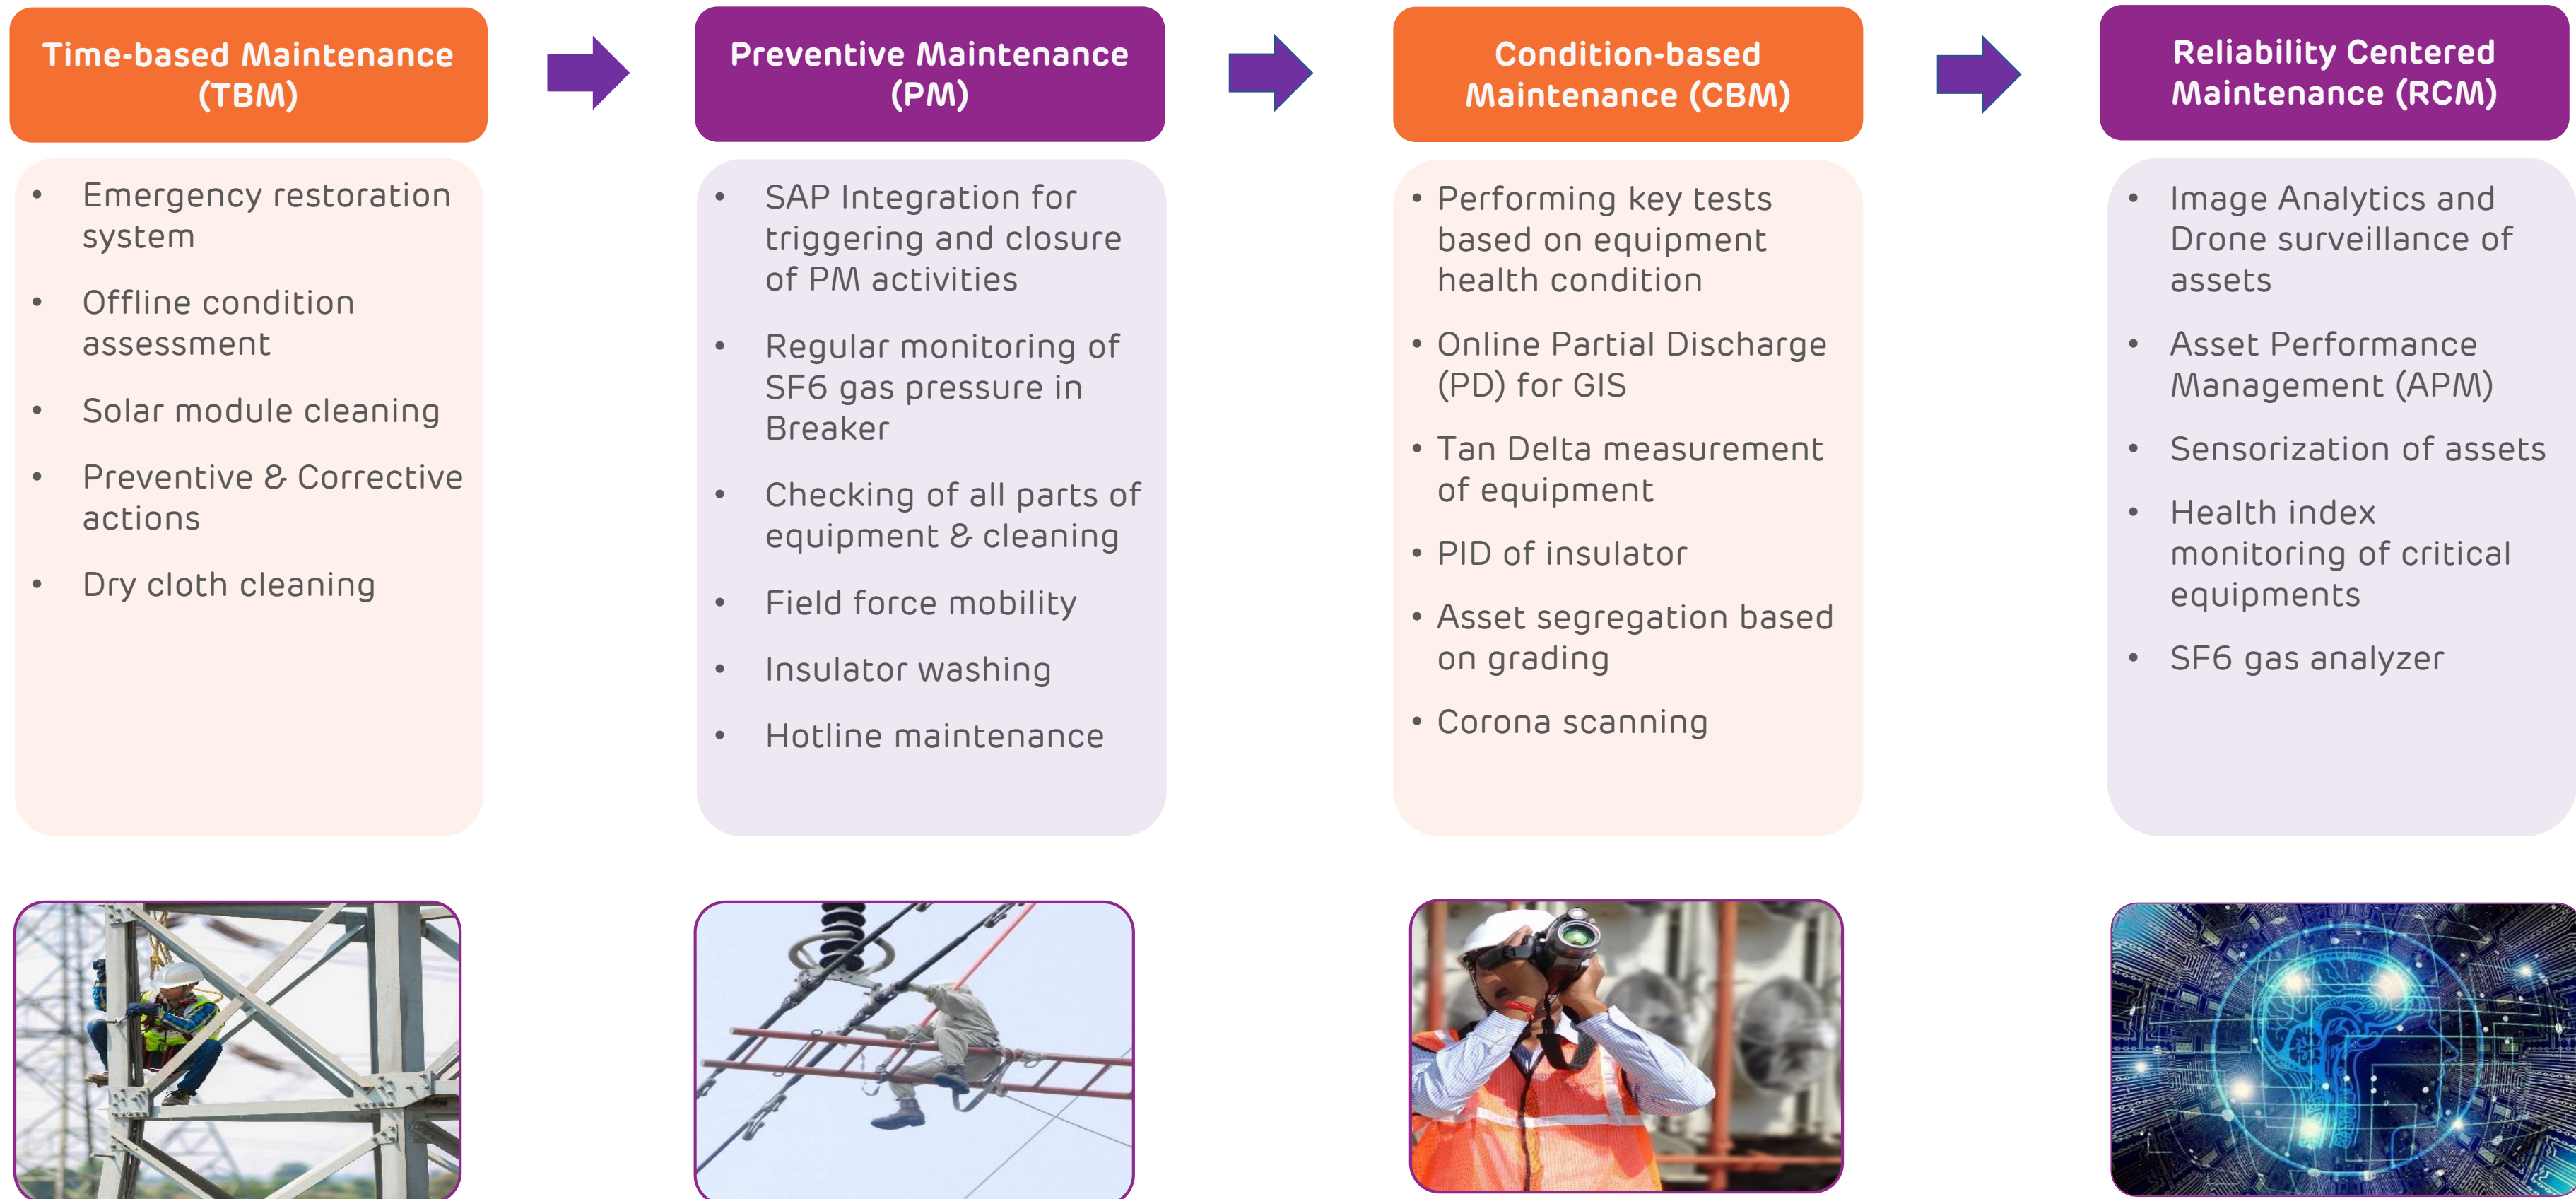 Time-based Maintenance
(TBM)
• Emergency restoration
system
• Offline condition
assessment
• Solar module cleaning
• Preventive & Corrective
actions
• Dry cloth cleaning
Preventive Maintenance
(PM)
• SAP Integration for
triggering and closure
of PM activities
• Regular monitoring of
SF6 gas pressure in
Breaker
• Checking of all parts of
equipment & cleaning
• Field force mobility
• Insulator washing
• Hotline maintenance
Condition-based
Maintenance (CBM)
• Performing key tests
based on equipment
health condition
• Online Partial Discharge
(PD) for GIS
• Tan Delta measurement
of equipment
• PID of insulator
• Asset segregation based
on grading
• Corona scanning
Reliability Centered
Maintenance (RCM)
• Image Analytics and
Drone surveillance of
assets
• Asset Performance
Management (APM)
• Sensorization of assets
• Health index
monitoring of critical
equipments
• SF6 gas analyzer